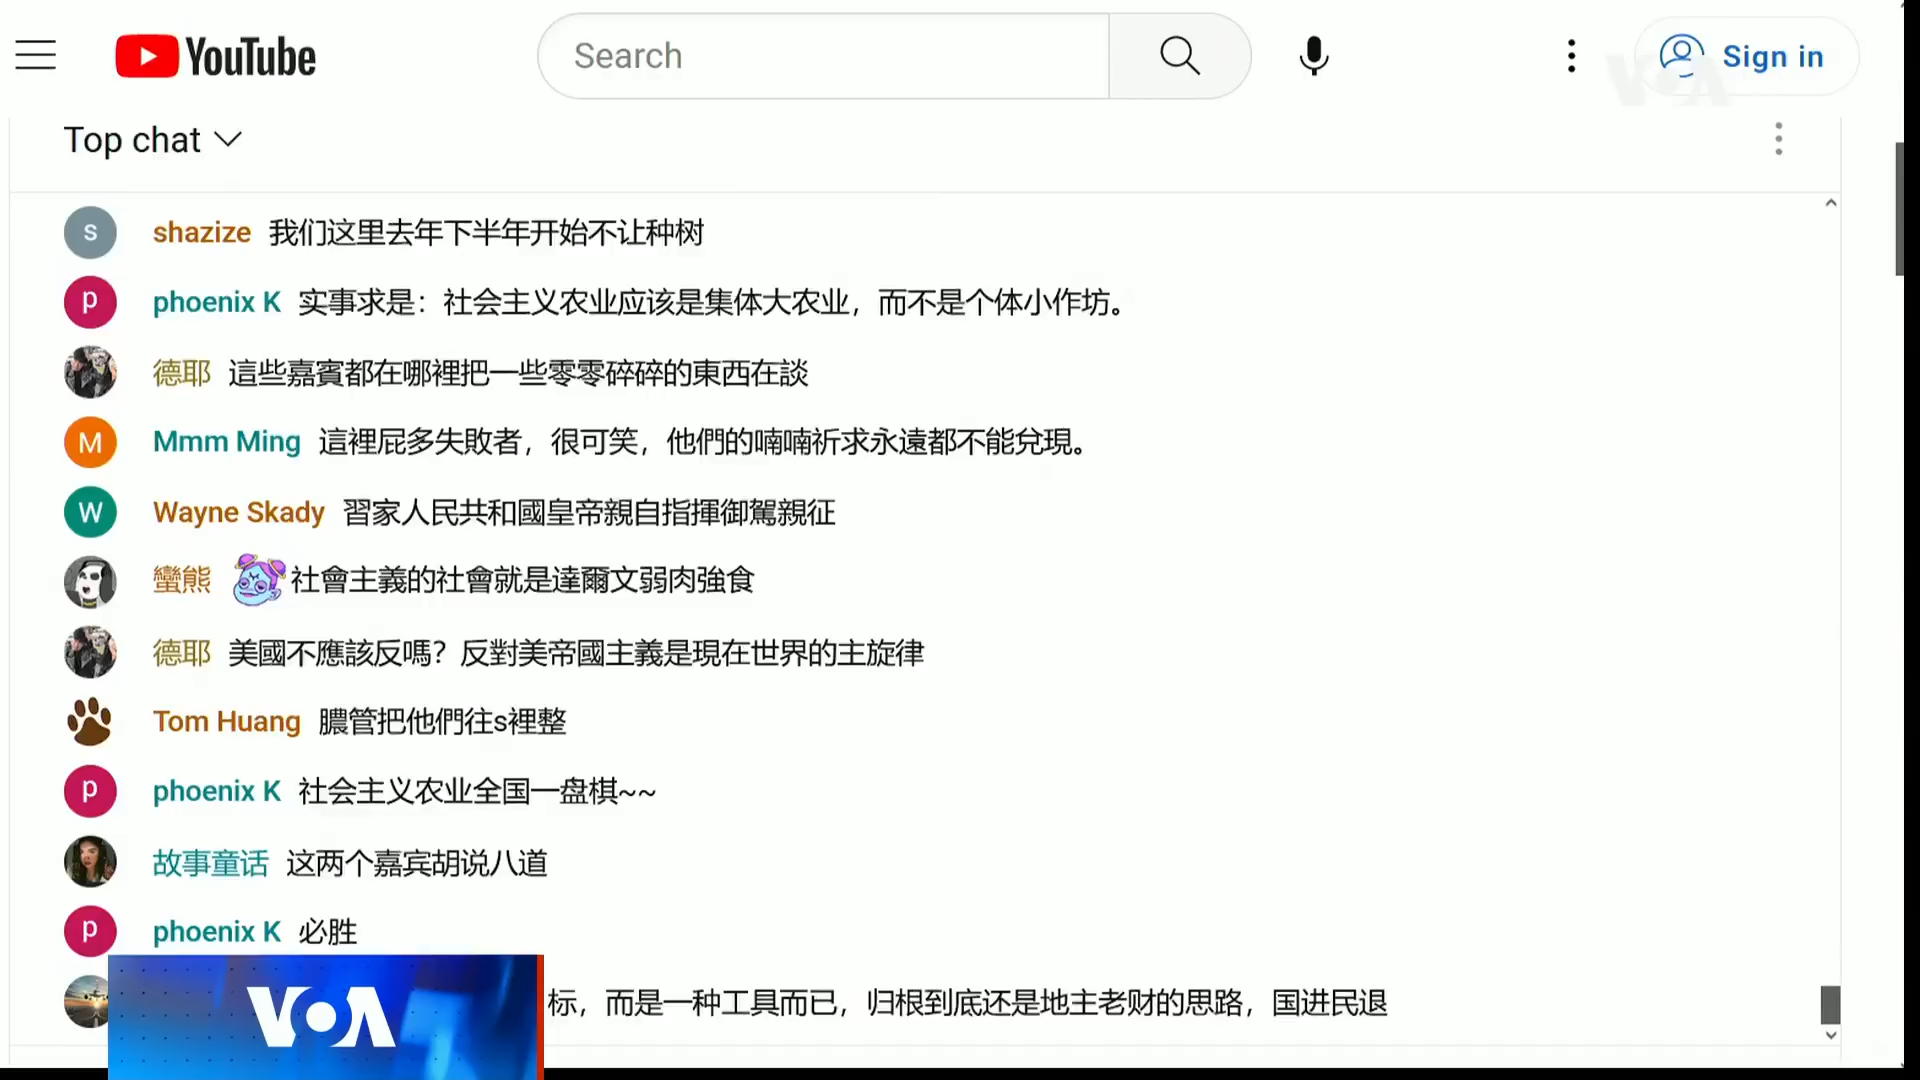 YouTube
Search
Sign in
VOA
Top chat
s shazize 我们这里去年下半年开始不让种树
p phoenix K 实事求是：社会主义农业应该是集体大农业，而不是个体小作坊。
德耶 這些嘉賓都在哪裡把一些零零碎碎的東西在談
M Mmm Ming 這裡屁多失敗者，很可笑，他們的喃喃祈求永遠都不能兌現。
W Wayne Skady 習家人民共和國皇帝親自指揮御駕親征
蠻熊 社會主義的社會就是達爾文弱肉強食
德耶 美國不應該反嗎？反對美帝國主義是現在世界的主旋律
Tom Huang 膿管把他們往s裡整
p phoenix K 社会主义农业全国一盘棋~~
故事童话 这两个嘉宾胡说八道
p phoenix K 必胜
标，而是一种工具而已，归根到底还是地主老财的思路，国进民退
VOA